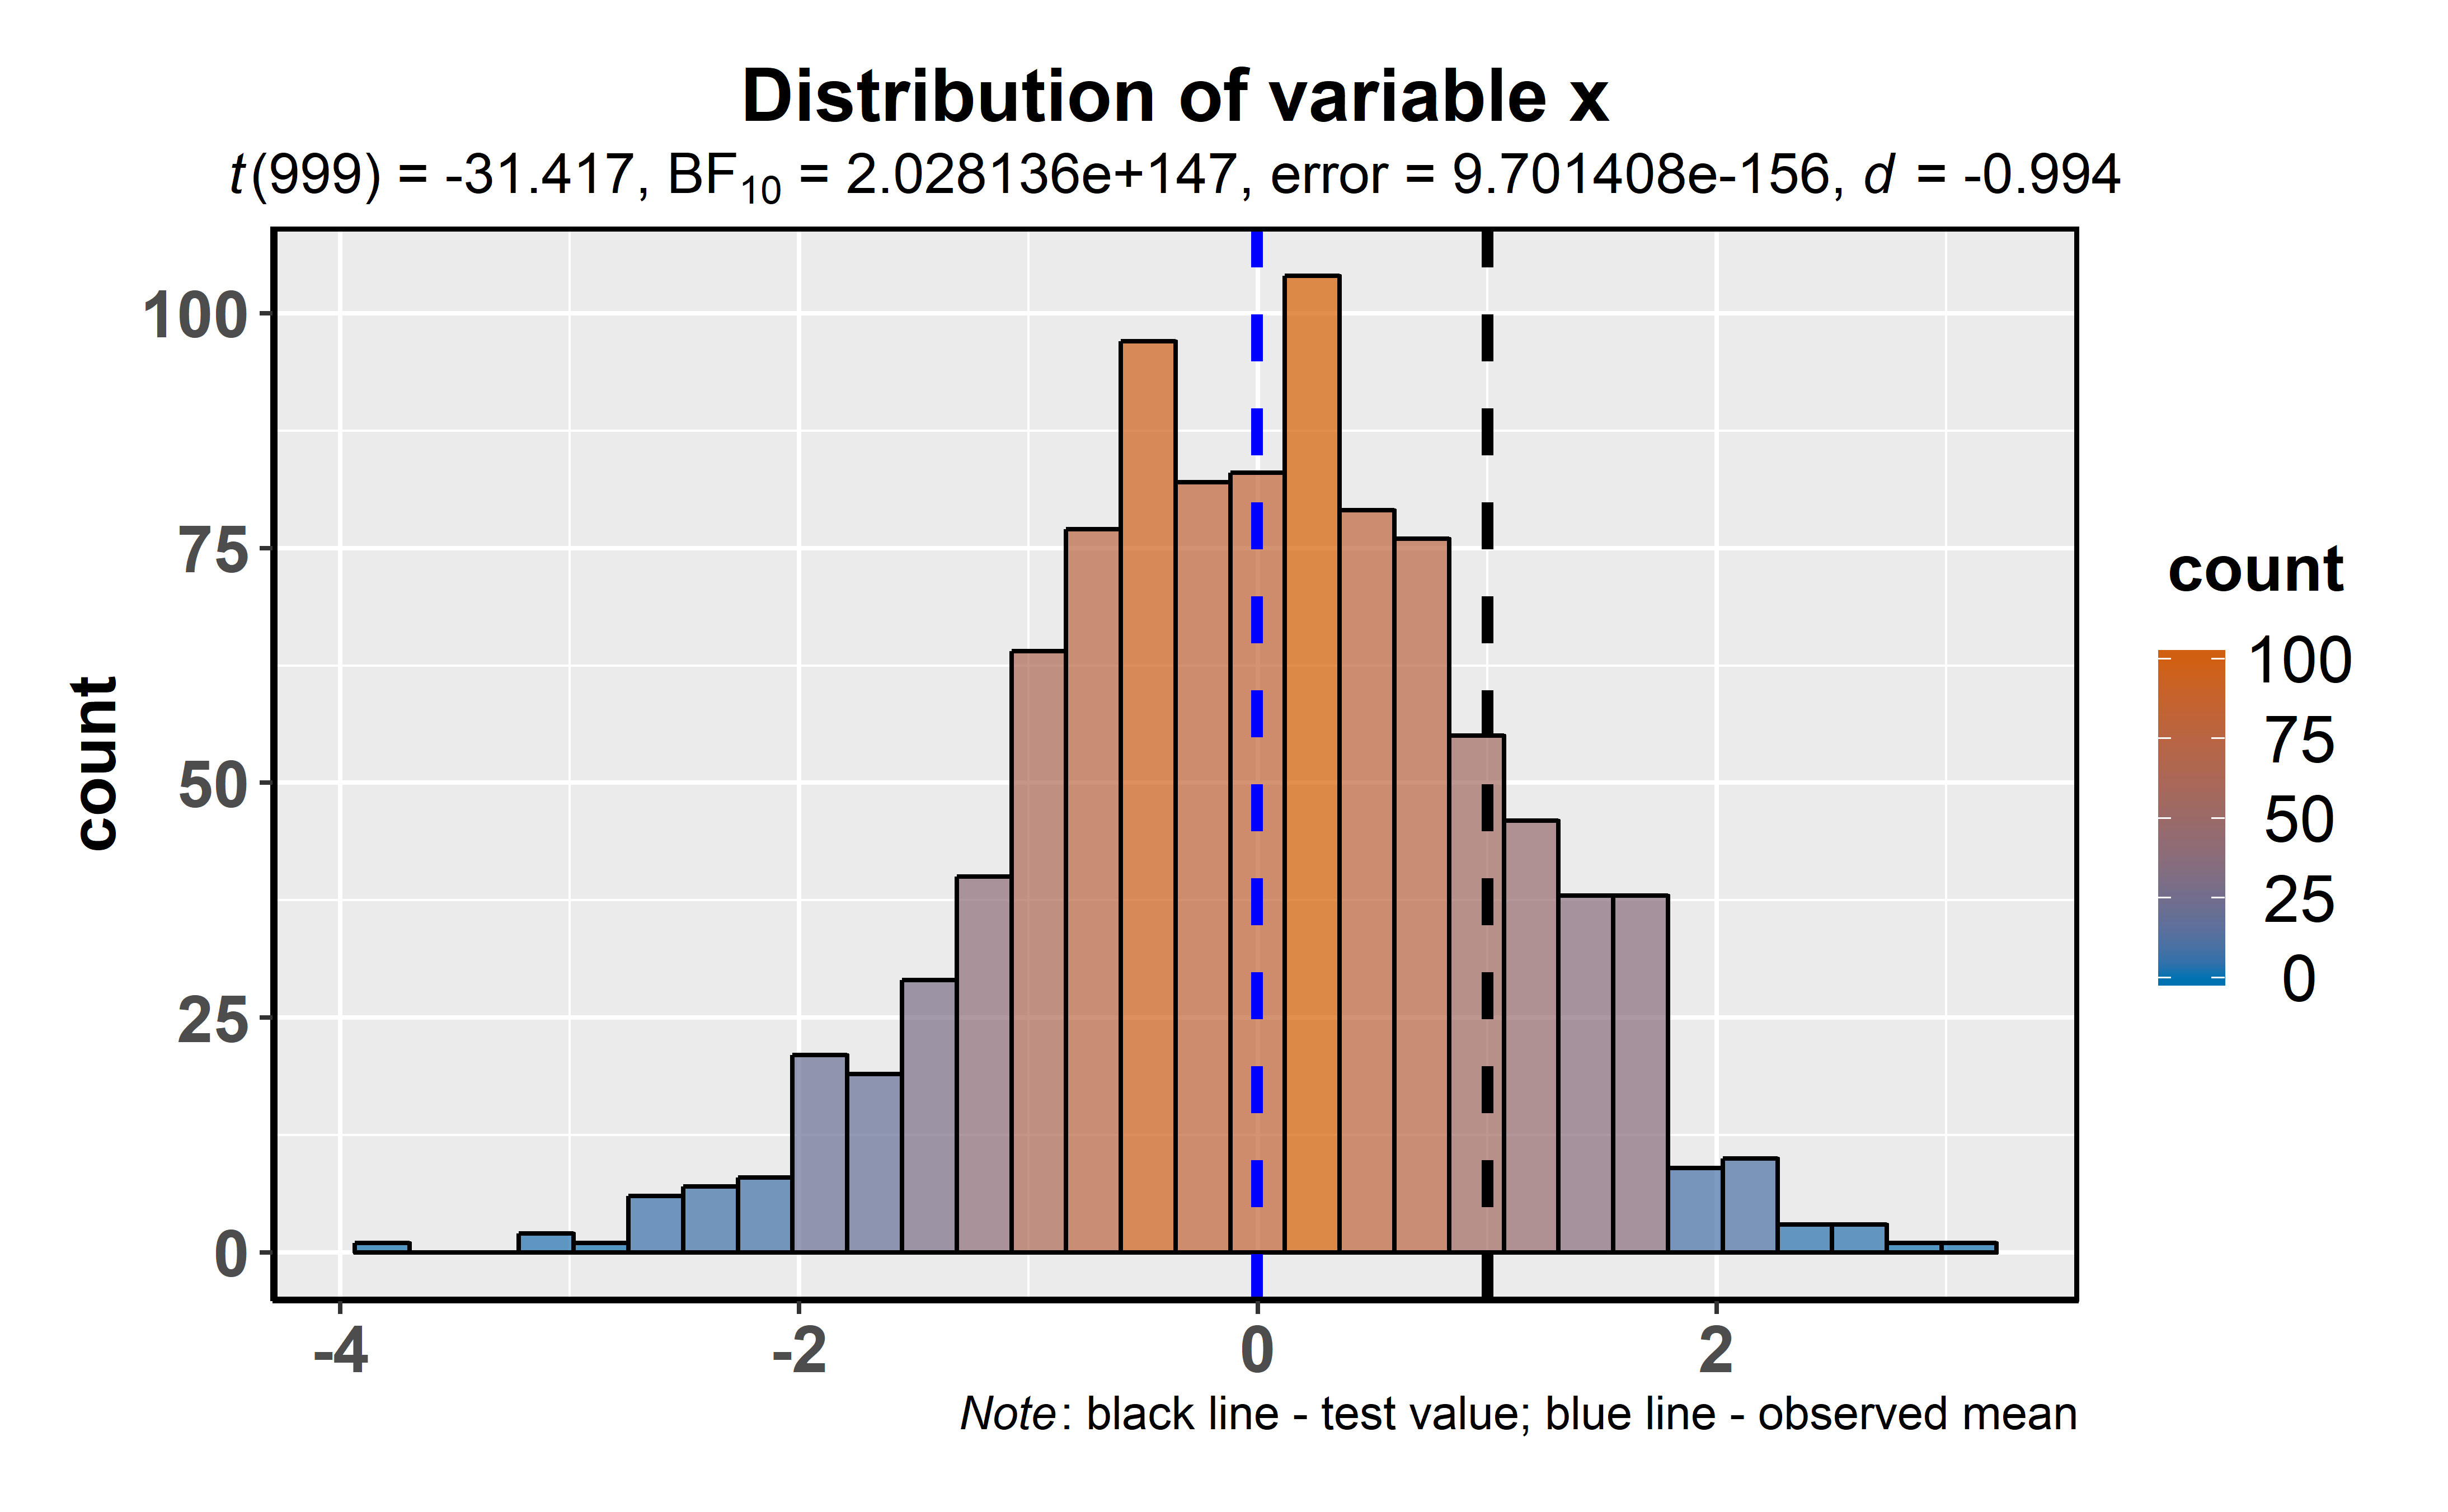 Distribution of variable x
t(999) = -31.417, BF₁₀ = 2.028136e+147, error = 9.701408e-156, d = -0.994
count
100
75
50
25
0
-4 -2 0 2
count
100
75
50
25
0
Note: black line - test value; blue line - observed mean